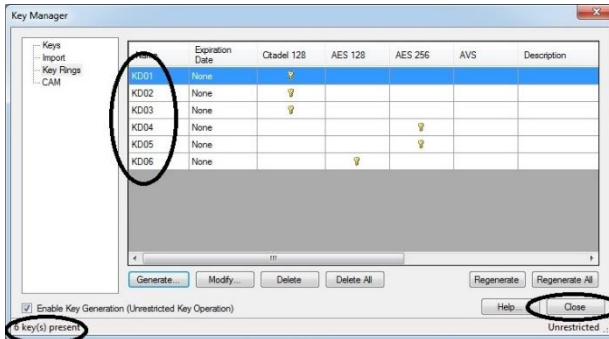 Key Manager
Keys
Import
Key Rings
CAM
Name Expiration Date Citadel 128 AES 128 AES 256 AVS Description
KD01 None
KD02 None
KD03 None
KD04 None
KD05 None
KD06 None
Generate... Modify... Delete Delete All Regenerate Regenerate All
Enable Key Generation (Unrestricted Key Operation) Help... Close
6 key(s) present Unrestricted